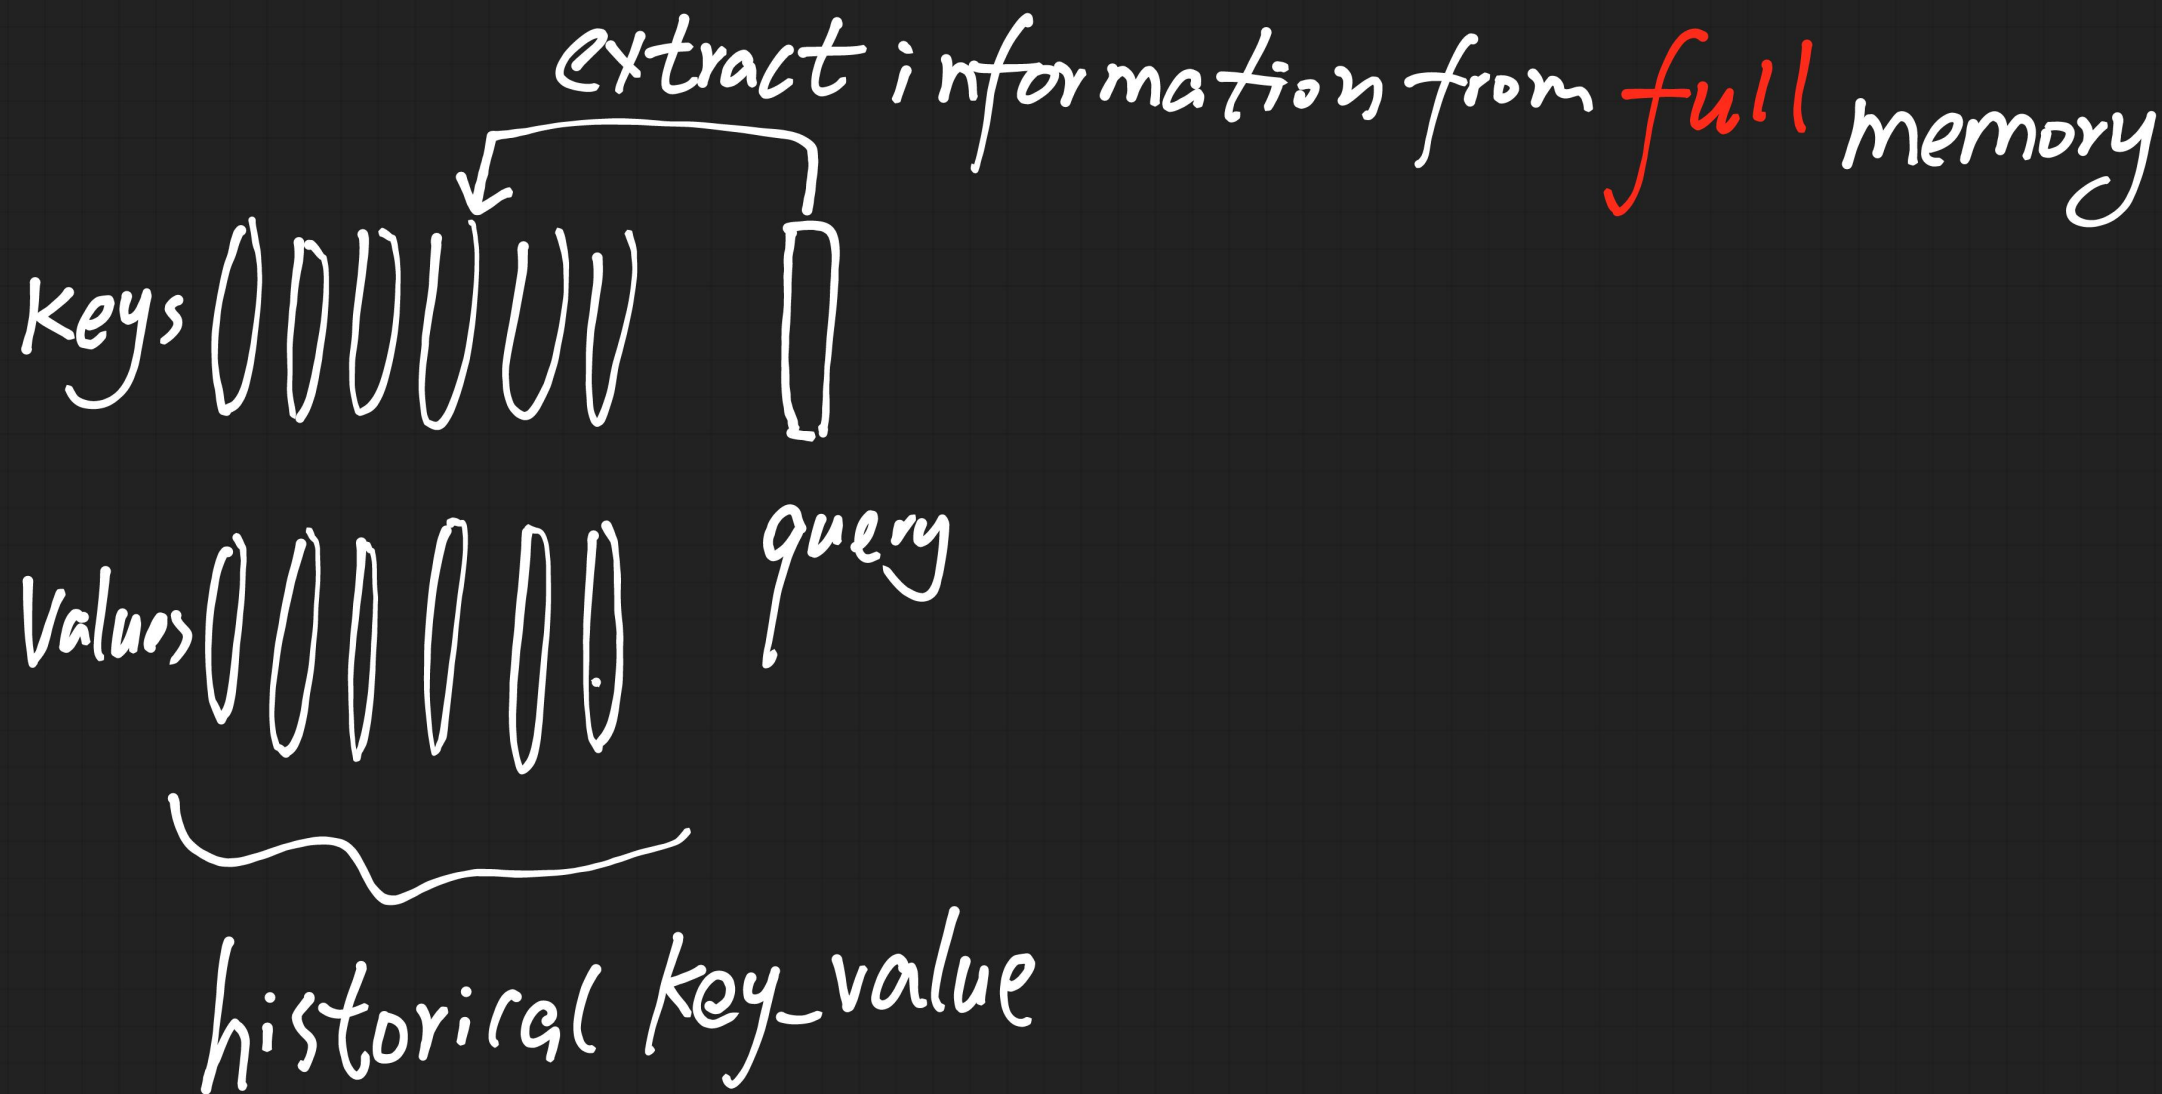 extract information from full memory
keys
query
Values
historical key_value